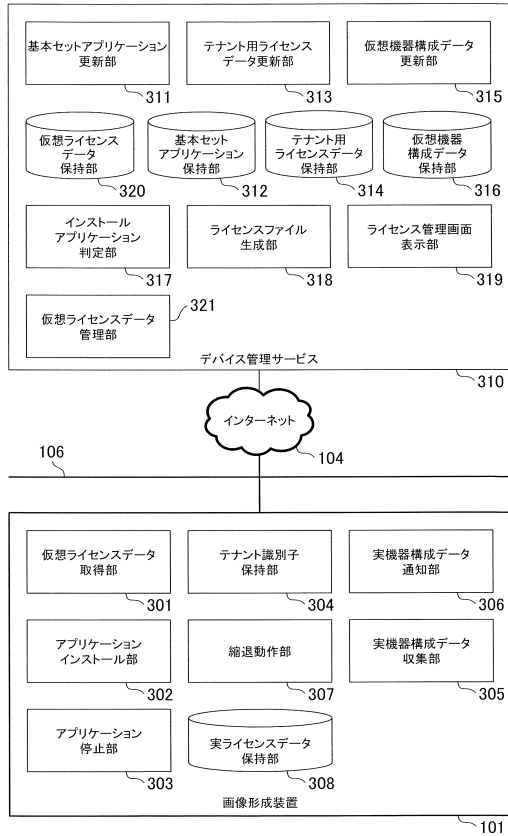 基本セットアプリケーション
更新部
311
テナント用ライセンス
データ更新部
313
仮想機器構成データ
更新部
315
仮想ライセンス
データ
保持部
320
基本セット
アプリケーション
保持部
312
テナント用
ライセンスデータ
保持部
314
仮想機器
構成データ
保持部
316
インストール
アプリケーション
判定部
317
ライセンスファイル
生成部
318
ライセンス管理画面
表示部
319
仮想ライセンスデータ
管理部
321
デバイス管理サービス
310
インターネット
104
106
仮想ライセンスデータ
取得部
301
テナント識別子
保持部
304
実機器構成データ
通知部
306
アプリケーション
インストール部
302
縮退動作部
307
実機器構成データ
収集部
305
アプリケーション
停止部
303
実ライセンスデータ
保持部
308
画像形成装置
101